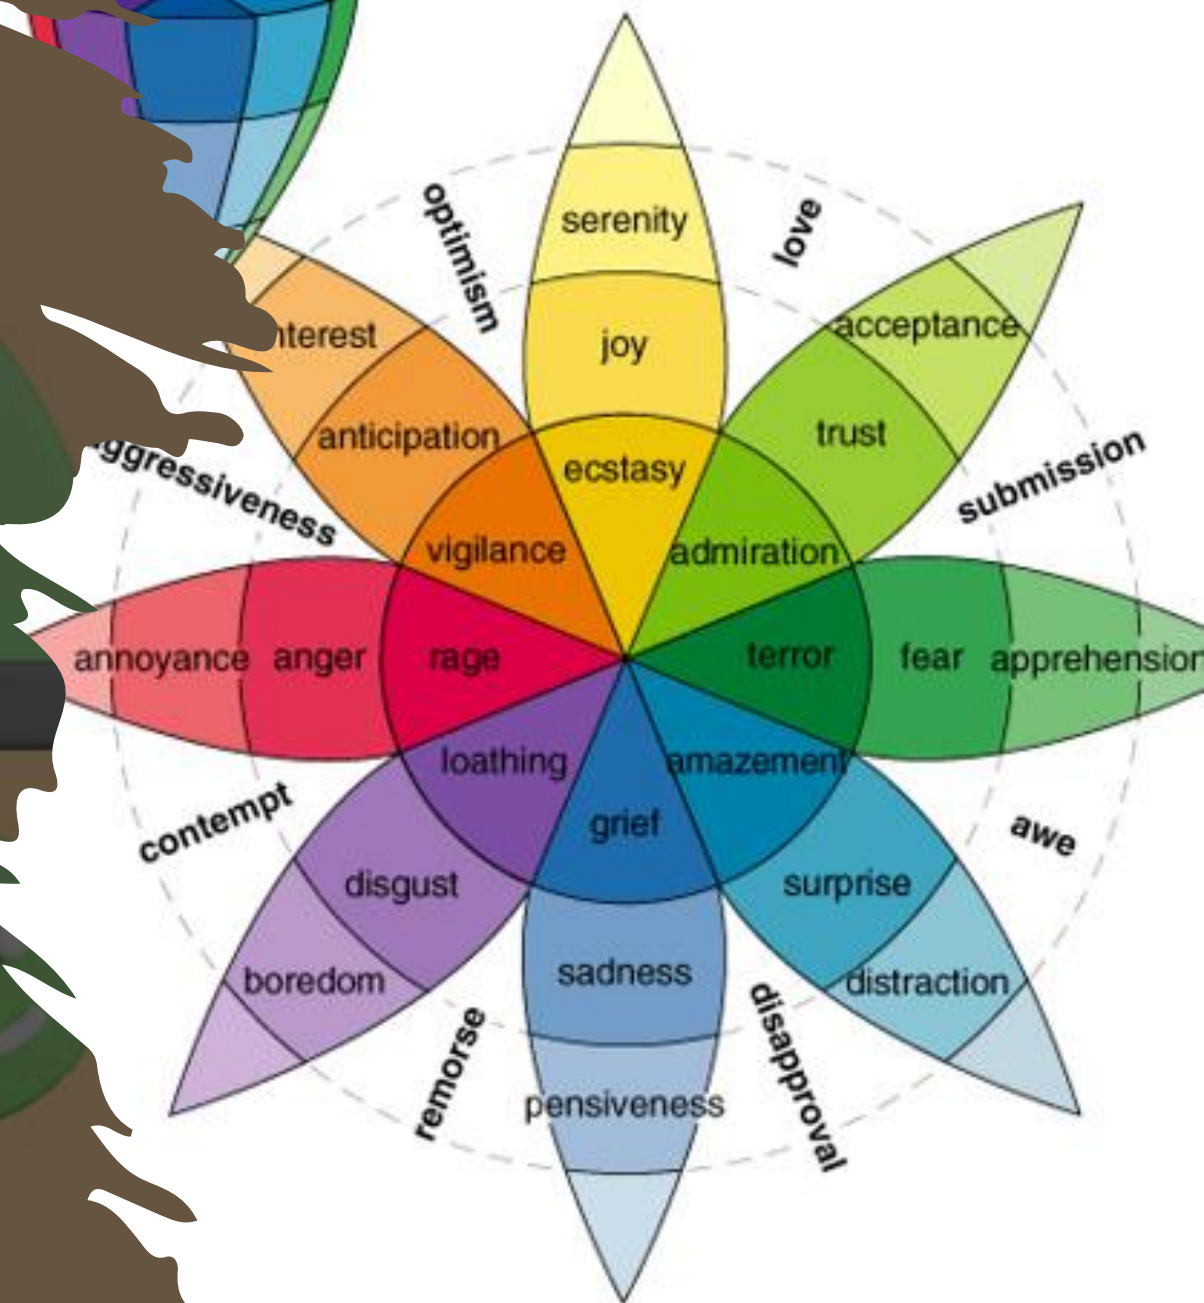 optimism
love
serenity
nterest
acceptance
joy
anticipation
trust
ggressiveness
submission
ecstasy
vigilance
admiration
annoyance
anger
rage
terror
fear
apprehension
loathing
amazement
contempt
grief
awe
disgust
surprise
boredom
sadness
distraction
remorse
disapproval
pensiveness